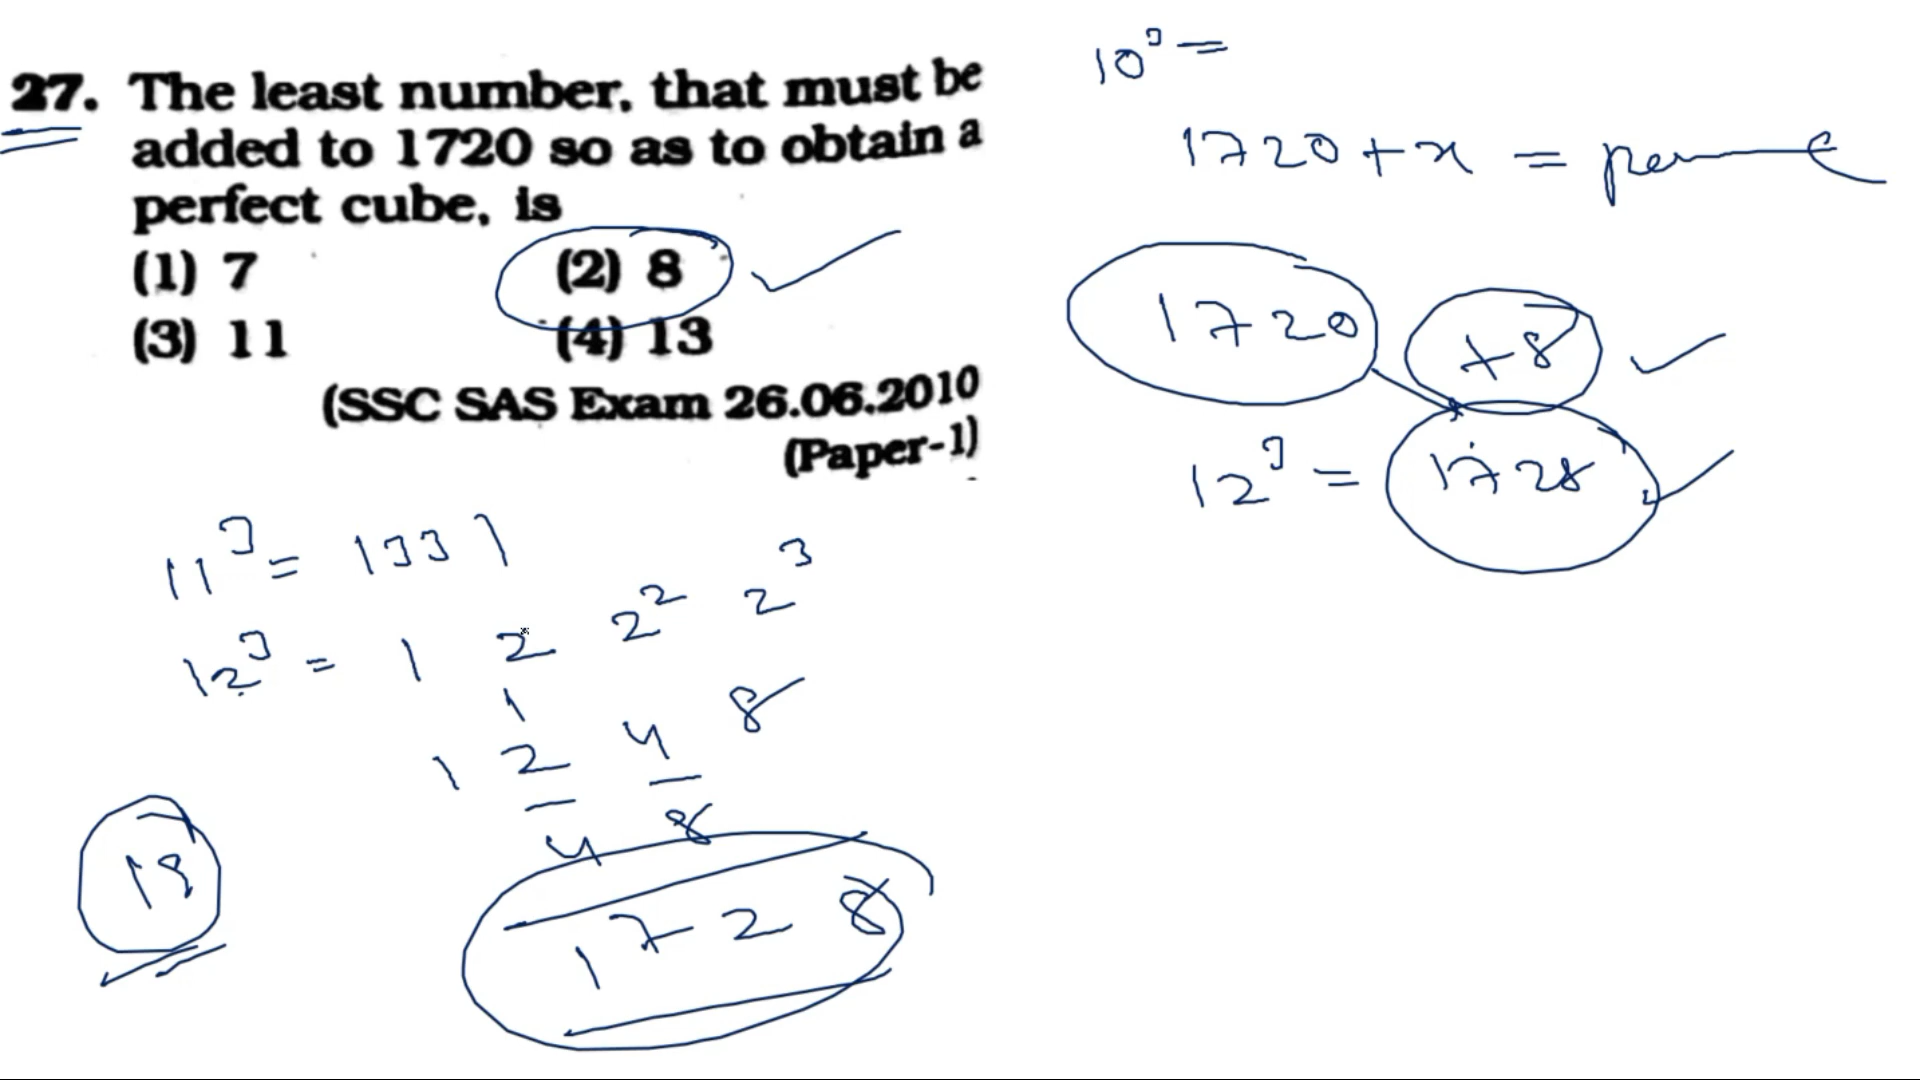 27. The least number, that must be
added to 1720 so as to obtain a
perfect cube, is
(1) 7 (2) 8
(3) 11 (4) 13
(SSC SAS Exam 26.06.2010
(Paper-1)
10³ =
1720 + x =
1720 +8
12³ = 1728
11³ = 1331
12³ = 1 2 2² 2³
1
1 2 4 8
4 8
1728